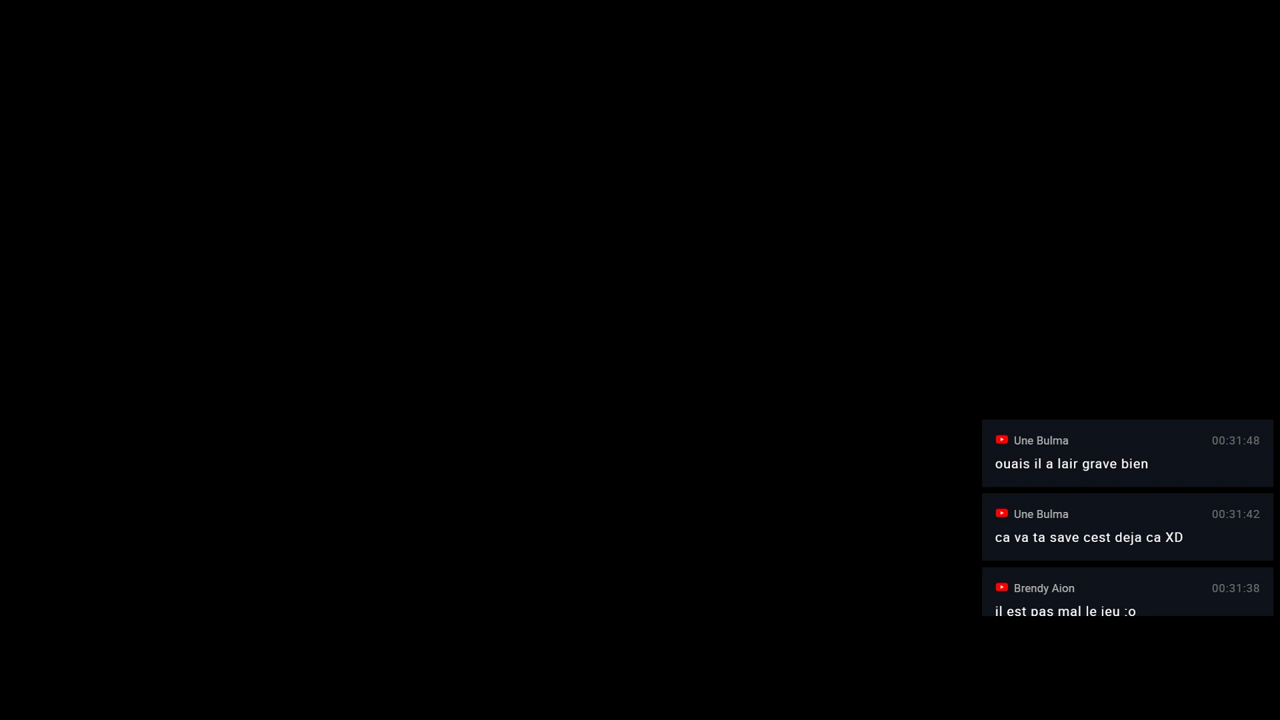 Une Bulma 00:31:48
ouais il a lair grave bien
Une Bulma 00:31:42
ca va ta save cest deja ca XD
Brendy Aion 00:31:38
il est pas mal le jeu :o